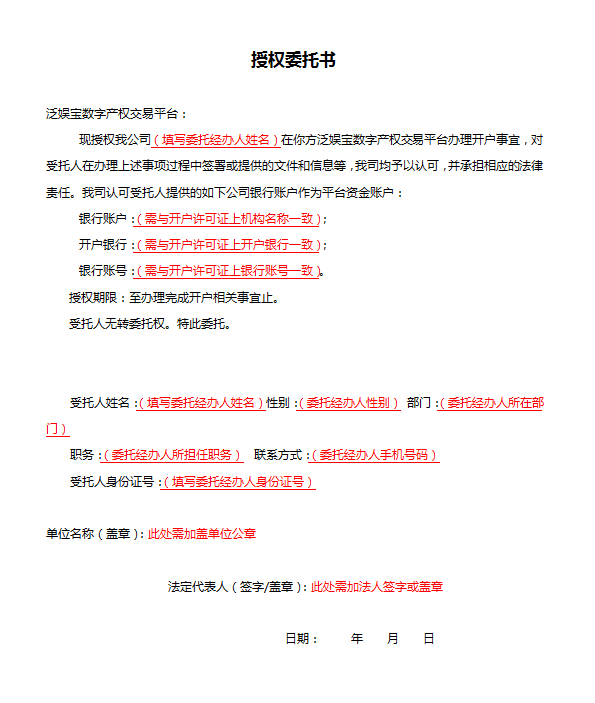 授权委托书
泛娱宝数字产权交易平台：
现授权我公司（填写委托经办人姓名）在你方泛娱宝数字产权交易平台办理开户事宜，对
受托人在办理上述事项过程中签署或提供的文件和信息等，我司均予以认可，并承担相应的法律
责任。我司认可受托人提供的如下公司银行账户作为平台资金账户：
银行账户：（需与开户许可证上机构名称一致）；
开户银行：（需与开户许可证上开户银行一致）；
银行账号：（需与开户许可证上银行账号一致）。
授权期限：至办理完成开户相关事宜止。
受托人无转委托权。特此委托。
受托人姓名：（填写委托经办人姓名）性别：（委托经办人性别） 部门：（委托经办人所在部
门）
职务：（委托经办人所担任职务） 联系方式：（委托经办人手机号码）
受托人身份证号：（填写委托经办人身份证号）
单位名称（盖章）：此处需加盖单位公章
法定代表人（签字/盖章）：此处需加法人签字或盖章
日期： 年 月 日